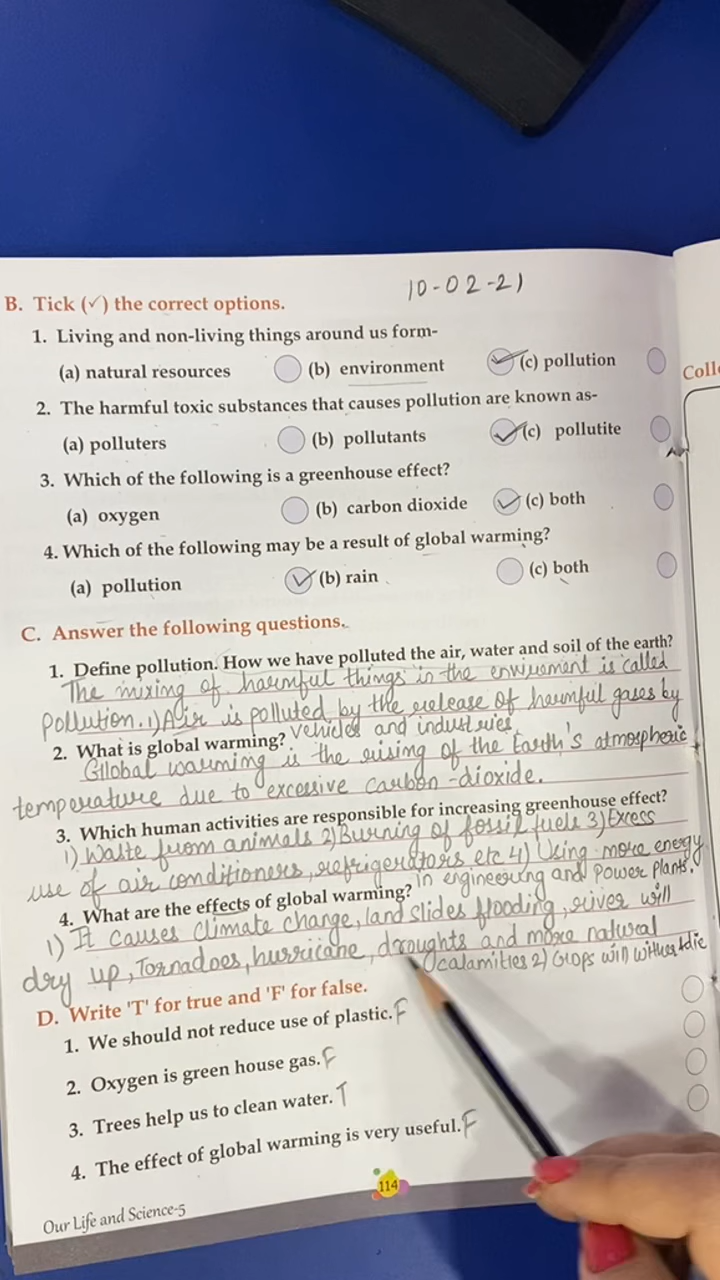 10-02-21
B. Tick (✓) the correct options.
1. Living and non-living things around us form-
(a) natural resources (b) environment (c) pollution
2. The harmful toxic substances that causes pollution are known as-
(a) polluters (b) pollutants (c) pollutite
3. Which of the following is a greenhouse effect?
(a) oxygen (b) carbon dioxide (c) both
4. Which of the following may be a result of global warming?
(a) pollution (b) rain (c) both
C. Answer the following questions.
1. Define pollution. How we have polluted the air, water and soil of the earth?
The mixing of harmful things in the envirument is called
pollution. 1) Air is polluted by the release of harmful gases by
vehicles and industries.
2. What is global warming?
Gllobal warming is the rising of the Earth's atmospheric
temperature due to excessive carbon-dioxide.
3. Which human activities are responsible for increasing greenhouse effect?
1) Waste from animals 2) Burning of fossil fuels 3) Excess
use of air conditioners, refrigerators etc 4) Using more energy
in engineering and Power plants.
4. What are the effects of global warming?
1) It causes climate change, land slides flooding, river will
dry up, Tornadoes, hurricane, droughts and more natural
calamities 2) Crops will wither & die
D. Write 'T' for true and 'F' for false.
1. We should not reduce use of plastic. F
2. Oxygen is green house gas. F
3. Trees help us to clean water. T
4. The effect of global warming is very useful. F
114
Our Life and Science-5